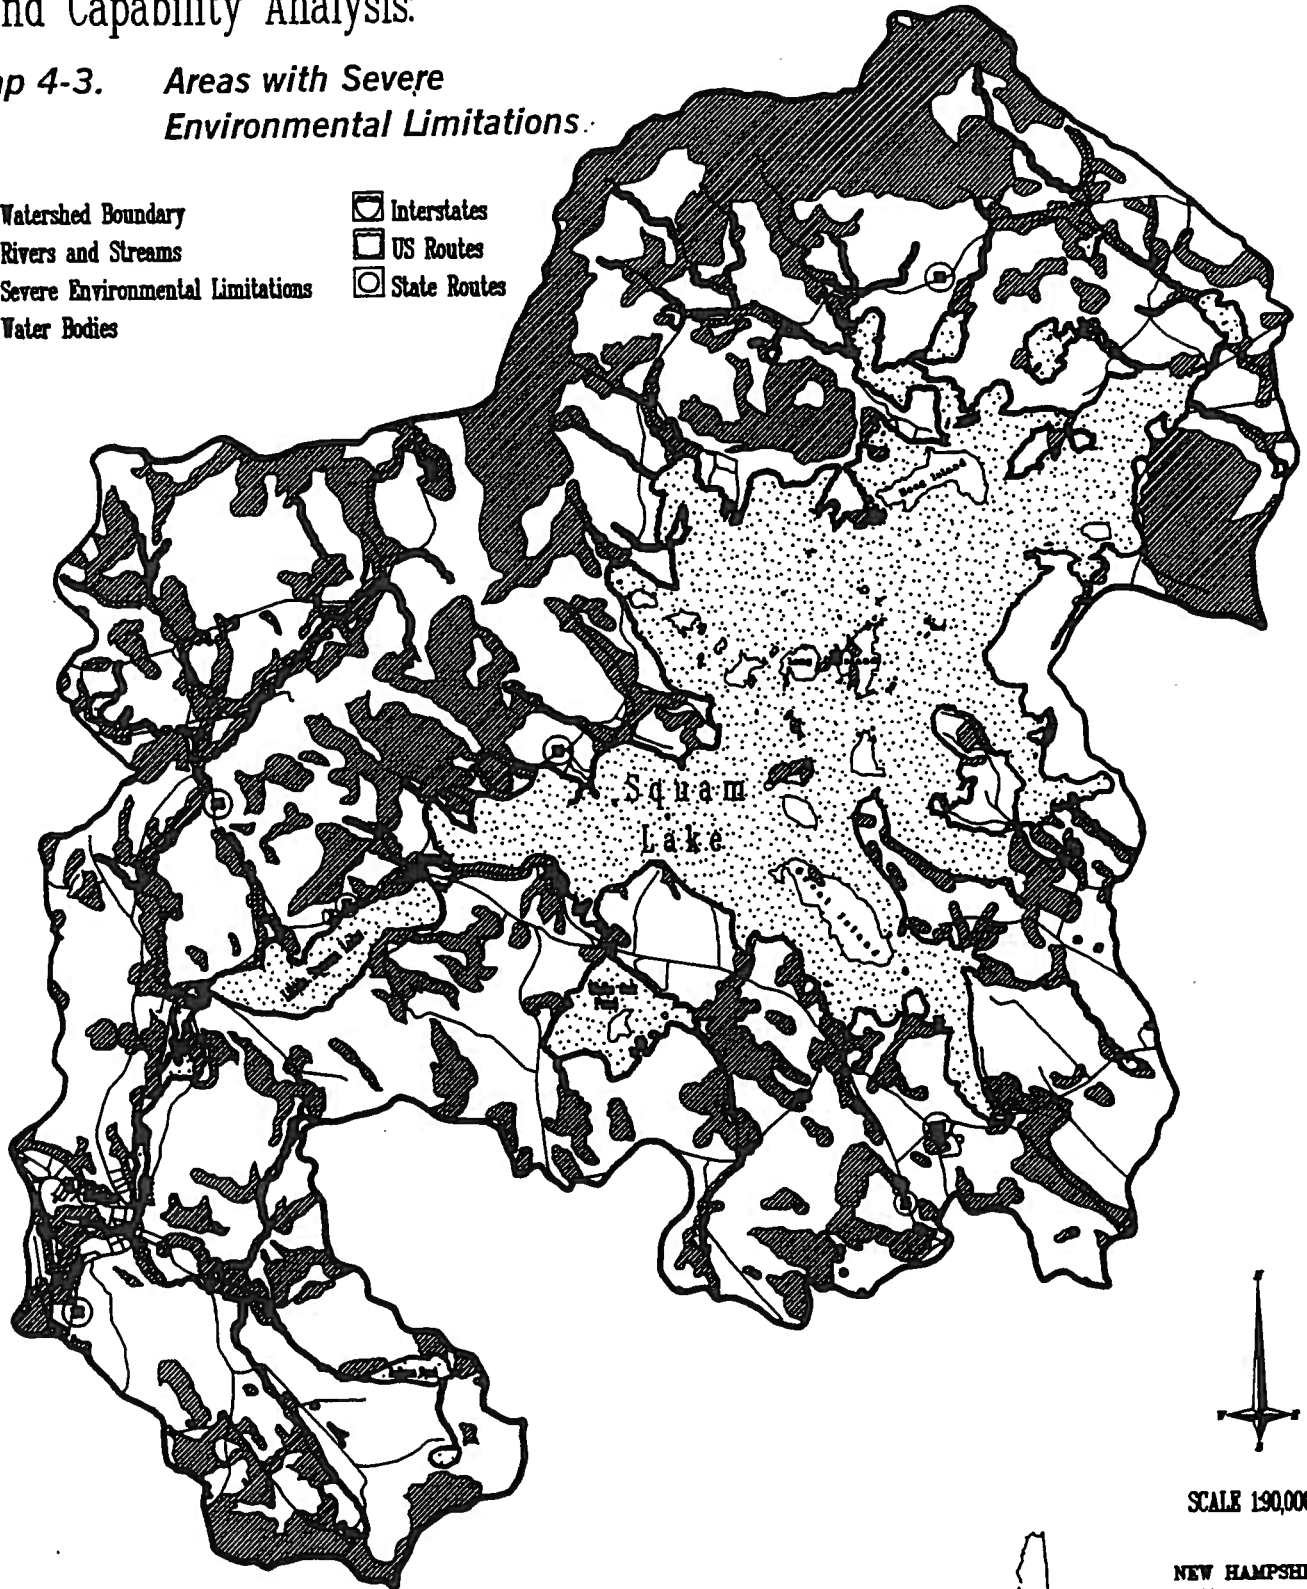 nd Capability Analysis:
p 4-3. Areas with Severe
Environmental Limitations
Watershed Boundary
Rivers and Streams
Severe Environmental Limitations
Water Bodies
Interstates
US Routes
State Routes
Squam
Lake
SCALE 1:90,000
NEW HAMPSHI